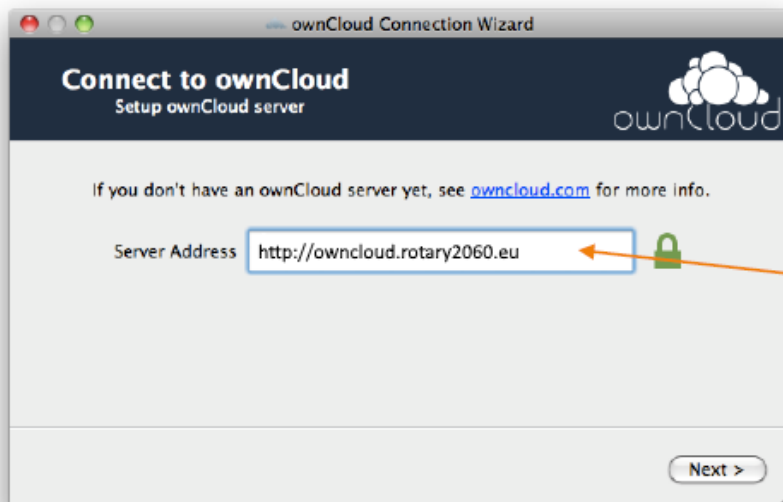 ownCloud Connection Wizard
Connect to ownCloud
Setup ownCloud server
ownCloud
If you don't have an ownCloud server yet, see owncloud.com for more info.
Server Address http://owncloud.rotary2060.eu
Next >